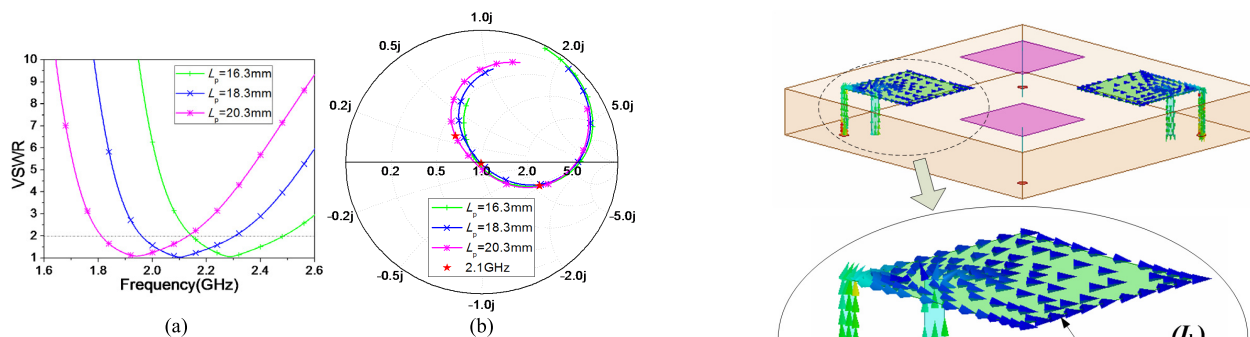 10
9
8
7
6
5
4
3
2
1
VSWR
1.6
1.8
2.0
2.2
2.4
2.6
Frequency(GHz)
Lp=16.3mm
Lp=18.3mm
Lp=20.3mm
(a)
1.0j
0.5j
2.0j
0.2j
5.0j
0.2
0.5
1.0
2.0
5.0
-0.2j
-5.0j
-0.5j
-2.0j
-1.0j
Lp=16.3mm
Lp=18.3mm
Lp=20.3mm
2.1GHz
(b)